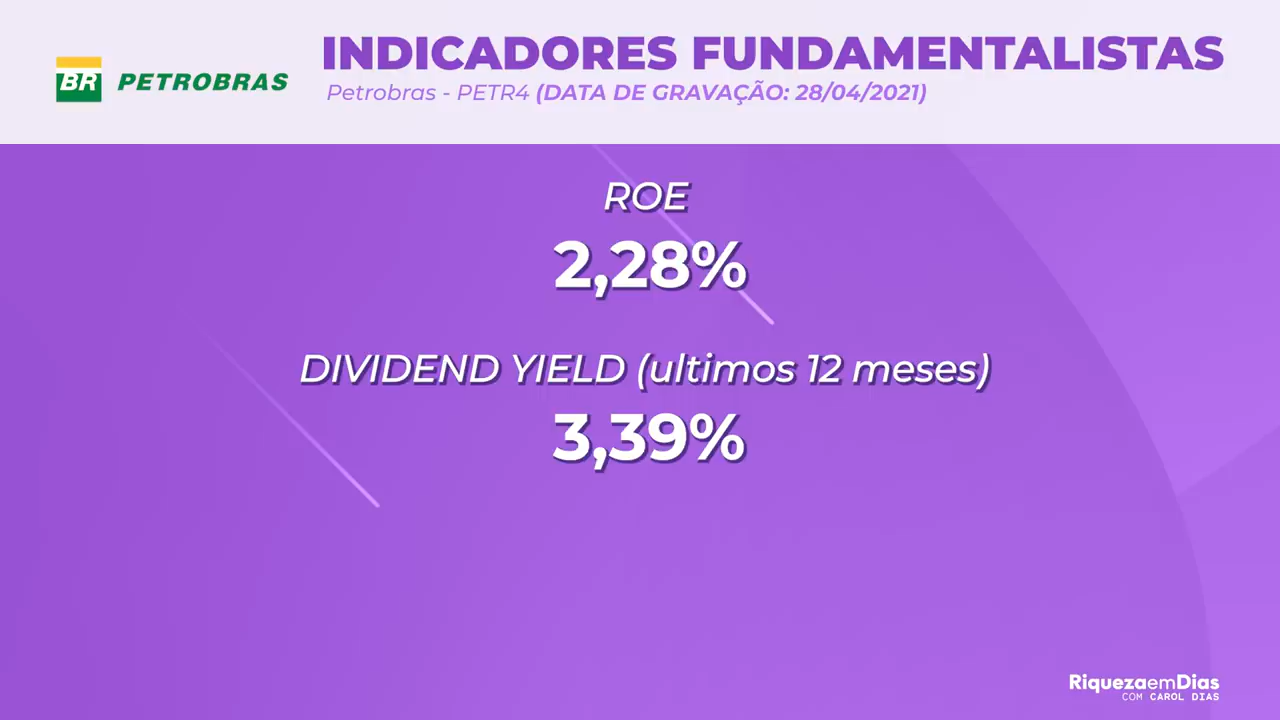 INDICADORES FUNDAMENTALISTAS
BR PETROBRAS
Petrobras - PETR4 (DATA DE GRAVAÇÃO: 28/04/2021)
ROE
2,28%
DIVIDEND YIELD (ultimos 12 meses)
3,39%
RiquezaemDias
COM CAROL DIAS